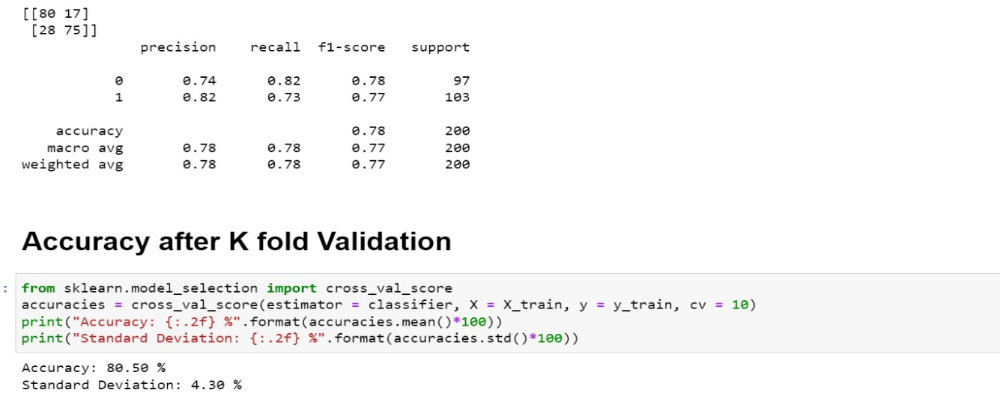 [[80 17]
[28 75]]
precision recall f1-score support
0 0.74 0.82 0.78 97
1 0.82 0.73 0.77 103
accuracy 0.78 200
macro avg 0.78 0.78 0.77 200
weighted avg 0.78 0.78 0.77 200
Accuracy after K fold Validation
: from sklearn.model_selection import cross_val_score
accuracies = cross_val_score(estimator = classifier, X = X_train, y = y_train, cv = 10)
print("Accuracy: {:.2f} %".format(accuracies.mean()*100))
print("Standard Deviation: {:.2f} %".format(accuracies.std()*100))
Accuracy: 80.50 %
Standard Deviation: 4.30 %